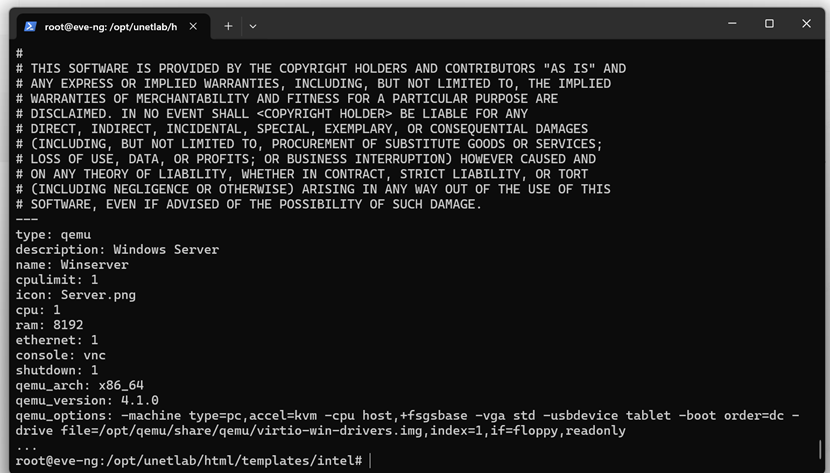 root@eve-ng: /opt/unetlab/h
#
# THIS SOFTWARE IS PROVIDED BY THE COPYRIGHT HOLDERS AND CONTRIBUTORS "AS IS" AND
# ANY EXPRESS OR IMPLIED WARRANTIES, INCLUDING, BUT NOT LIMITED TO, THE IMPLIED
# WARRANTIES OF MERCHANTABILITY AND FITNESS FOR A PARTICULAR PURPOSE ARE
# DISCLAIMED. IN NO EVENT SHALL <COPYRIGHT HOLDER> BE LIABLE FOR ANY
# DIRECT, INDIRECT, INCIDENTAL, SPECIAL, EXEMPLARY, OR CONSEQUENTIAL DAMAGES
# (INCLUDING, BUT NOT LIMITED TO, PROCUREMENT OF SUBSTITUTE GOODS OR SERVICES;
# LOSS OF USE, DATA, OR PROFITS; OR BUSINESS INTERRUPTION) HOWEVER CAUSED AND
# ON ANY THEORY OF LIABILITY, WHETHER IN CONTRACT, STRICT LIABILITY, OR TORT
# (INCLUDING NEGLIGENCE OR OTHERWISE) ARISING IN ANY WAY OUT OF THE USE OF THIS
# SOFTWARE, EVEN IF ADVISED OF THE POSSIBILITY OF SUCH DAMAGE.
---
type: qemu
description: Windows Server
name: Winserver
cpulimit: 1
icon: Server.png
cpu: 1
ram: 8192
ethernet: 1
console: vnc
shutdown: 1
qemu_arch: x86_64
qemu_version: 4.1.0
qemu_options: -machine type=pc,accel=kvm -cpu host,+fsgsbase -vga std -usbdevice tablet -boot order=dc -
drive file=/opt/qemu/share/qemu/virtio-win-drivers.img,index=1,if=floppy,readonly
...
root@eve-ng:/opt/unetlab/html/templates/intel#